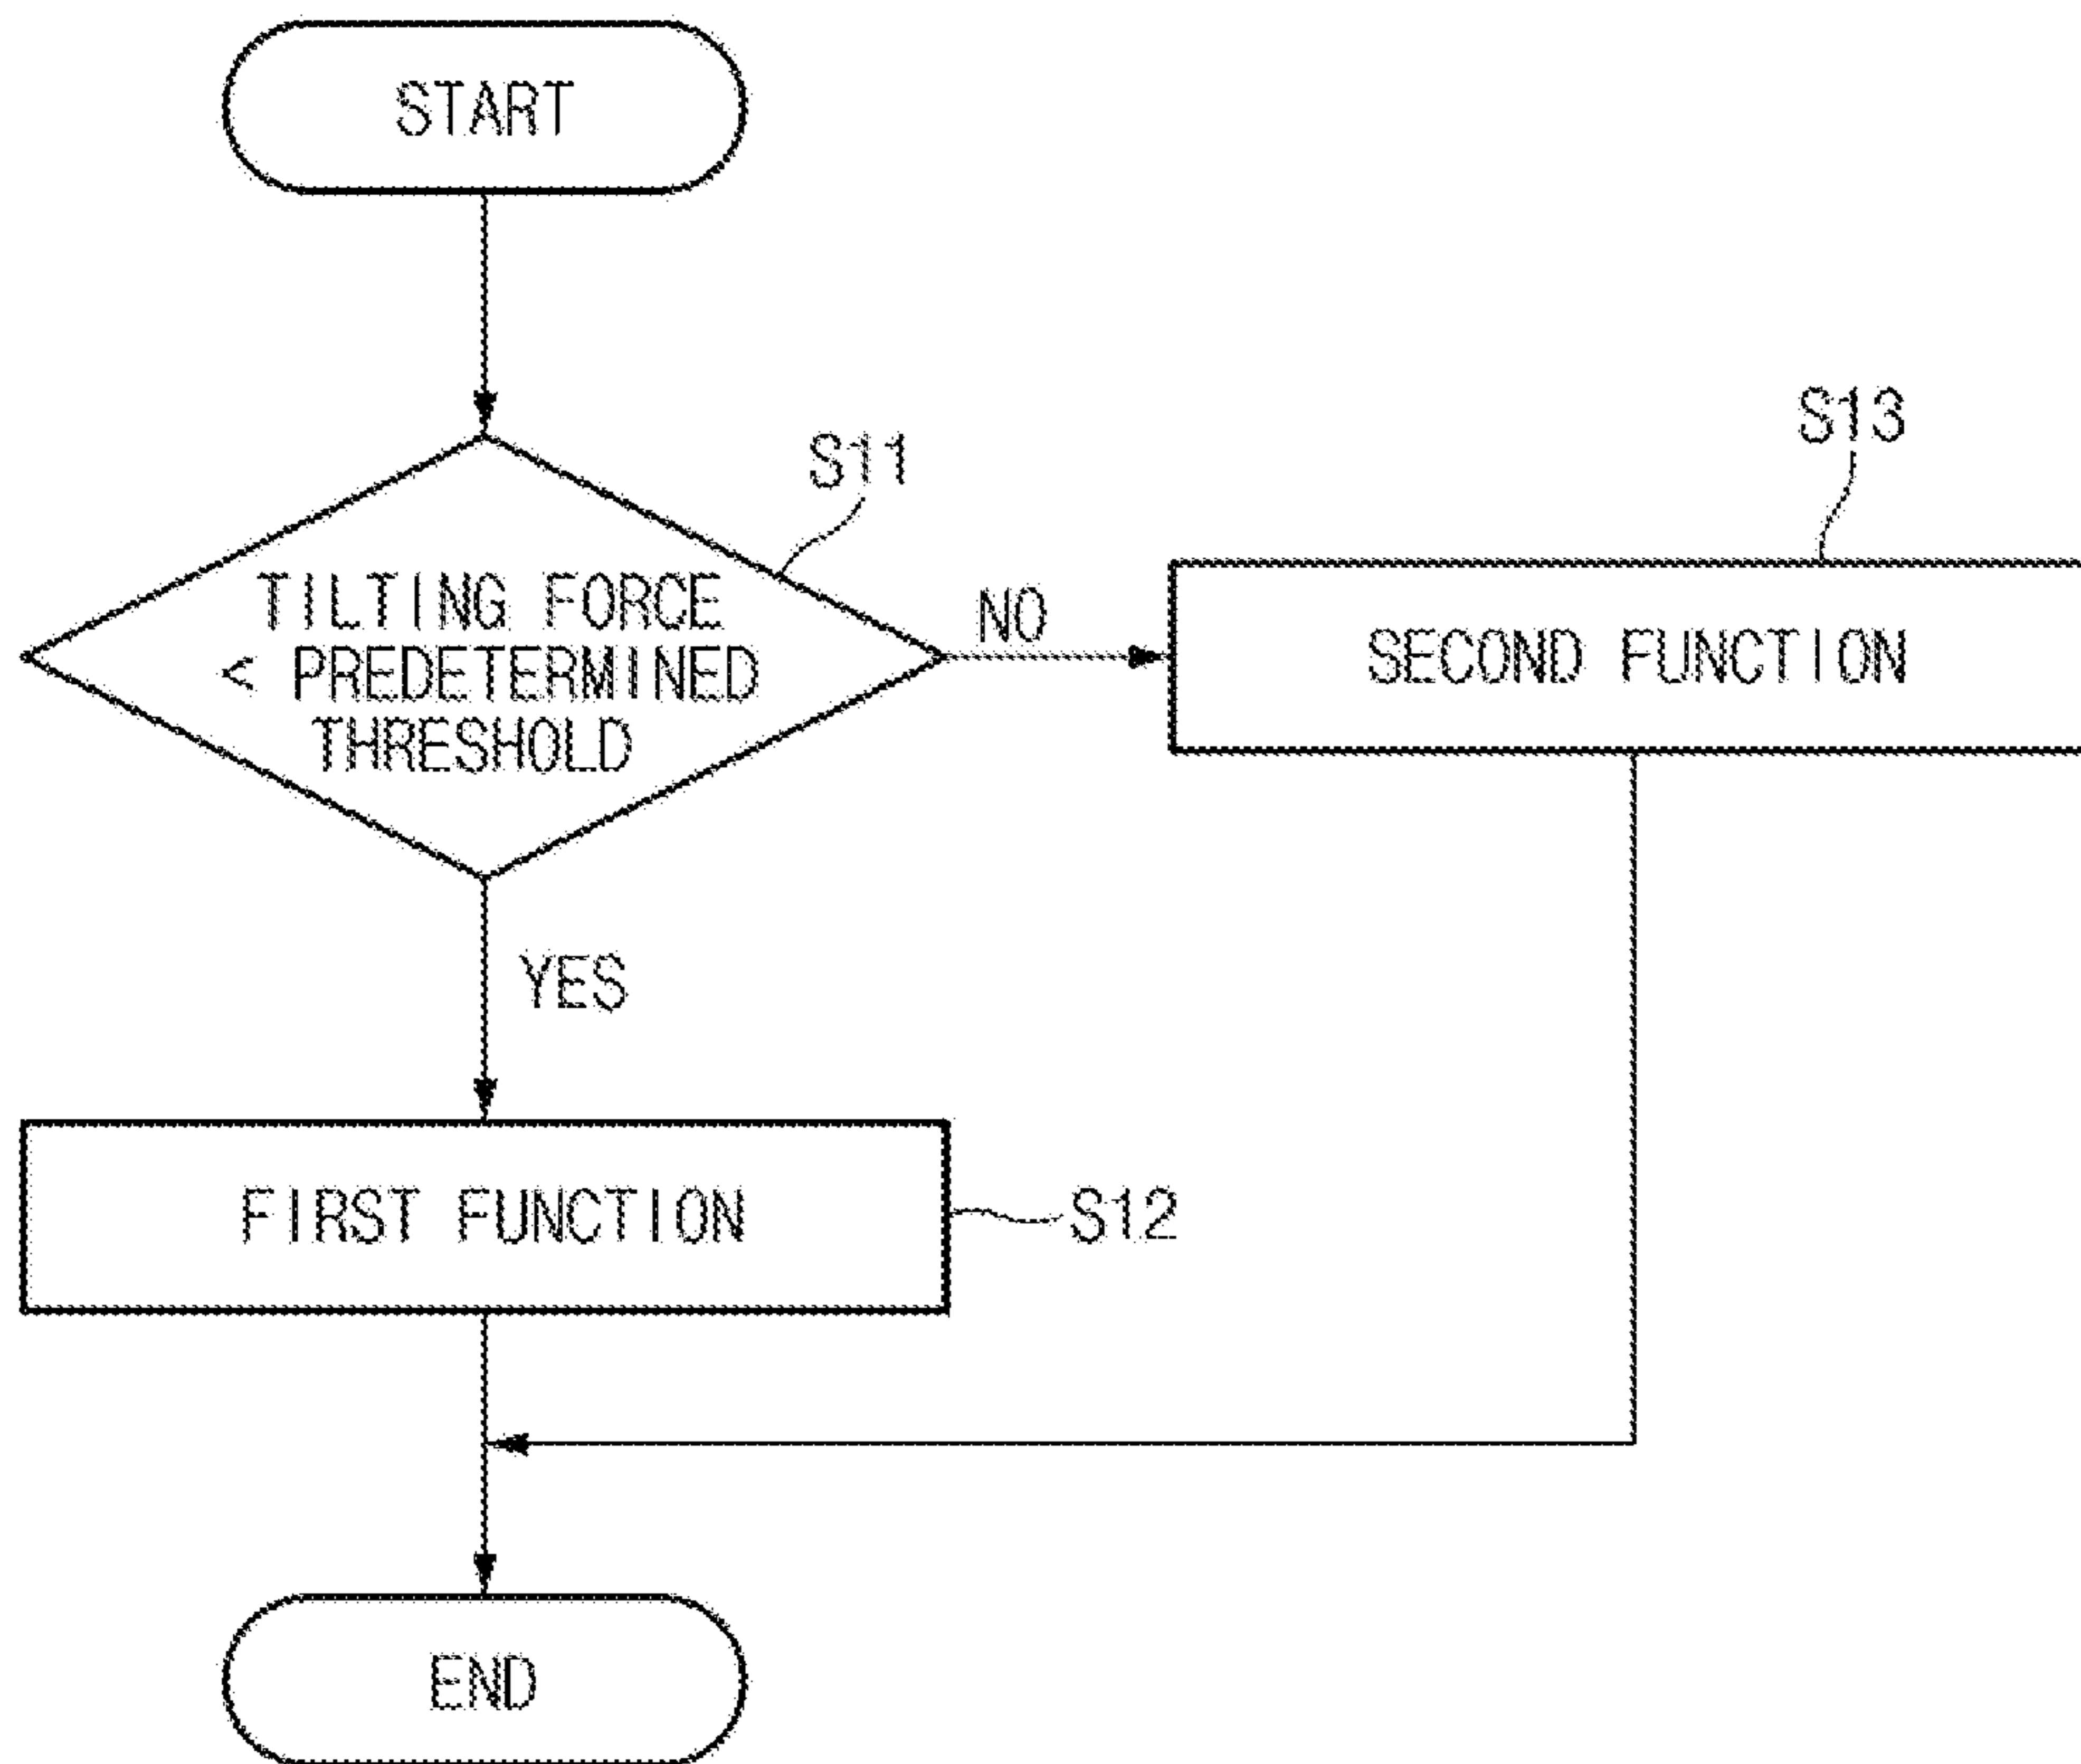 START
S11
S13
TILTING FORCE
< PREDETERMINED
THRESHOLD
NO
SECOND FUNCTION
YES
FIRST FUNCTION
S12
END